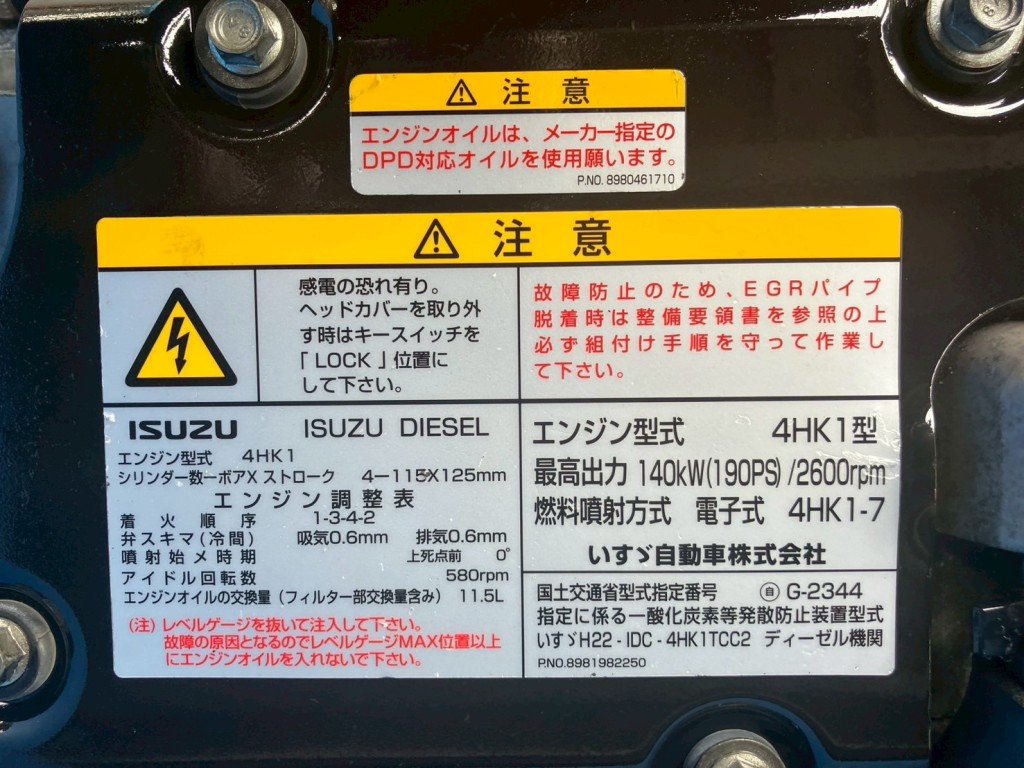 注意
エンジンオイルは、メーカー指定の
DPD対応オイルを使用願います。
P.NO. 8980461710
注意
感電の恐れ有り。
ヘッドカバーを取り外
す時はキースイッチを
「LOCK」位置に
して下さい。
故障防止のため、EGRパイプ
脱着時は整備要領書を参照の上
必ず組付け手順を守って作業し
て下さい。
ISUZU ISUZU DIESEL
エンジン型式 4HK1
シリンダー数ーボアX ストローク 4ー115X125mm
エンジン調整表
着火順序 1-3-4-2
弁スキマ(冷間) 吸気0.6mm 排気0.6mm
噴射始メ時期 上死点前 0°
アイドル回転数 580rpm
エンジンオイルの交換量(フィルター部交換量含み) 11.5L
(注) レベルゲージを抜いて注入して下さい。
故障の原因となるのでレベルゲージMAX位置以上
にエンジンオイルを入れないで下さい。
エンジン型式 4HK1型
最高出力 140kW(190PS)/2600rpm
燃料噴射方式 電子式 4HK1-7
いすゞ自動車株式会社
国土交通省型式指定番号 自 G-2344
指定に係る一酸化炭素等発散防止装置型式
いすゞH22-IDC-4HK1TCC2 ディーゼル機関
P.NO.8981982250